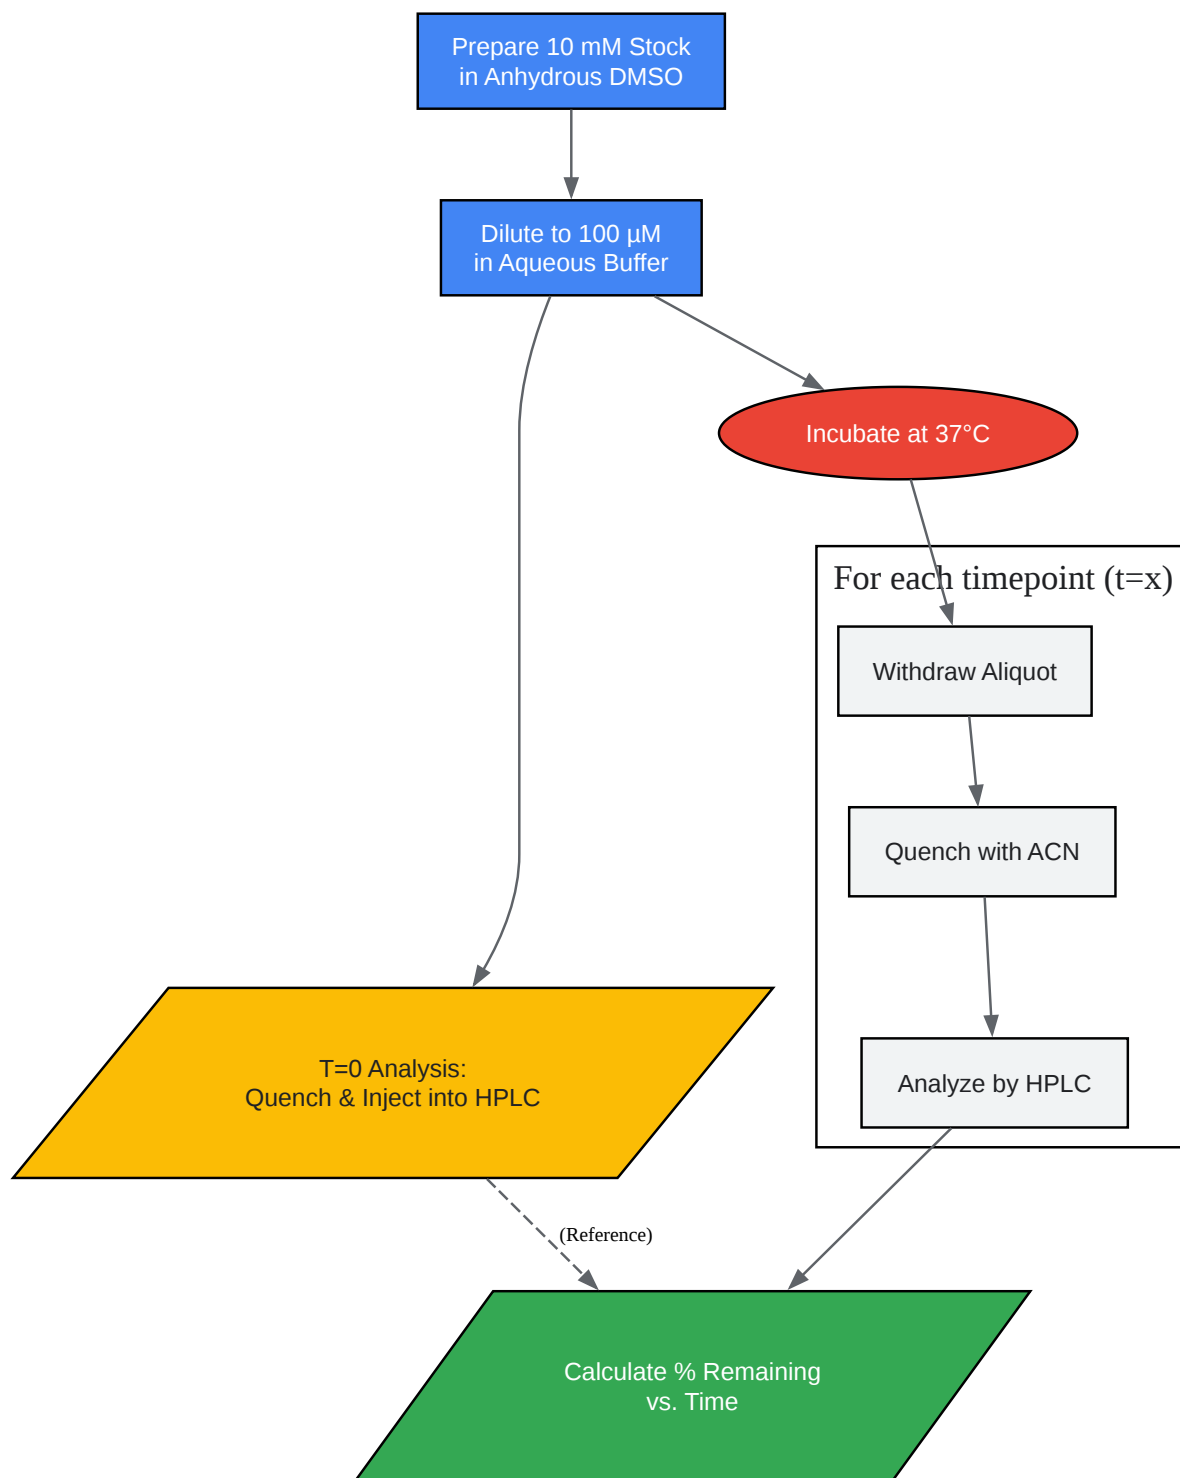 Prepare 10 mM Stock
in Anhydrous DMSO
Dilute to 100 µM
in Aqueous Buffer
Incubate at 37°C
For each timepoint (t=x)
Withdraw Aliquot
Quench with ACN
Analyze by HPLC
T=0 Analysis:
Quench & Inject into HPLC
(Reference)
Calculate % Remaining
vs. Time